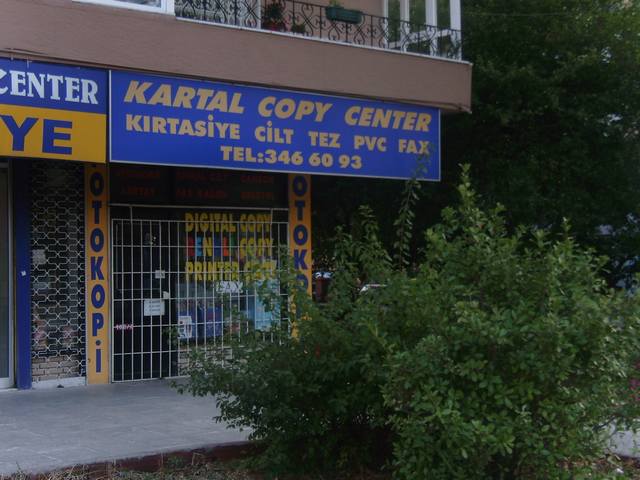 CENTER
YE
KARTAL COPY CENTER
KIRTASİYE CİLT TEZ PVC FAX
TEL:346 60 93
OTOKOPİ
OTOKO
DIGITAL COPY
RENKLİ COPY
PRINTER